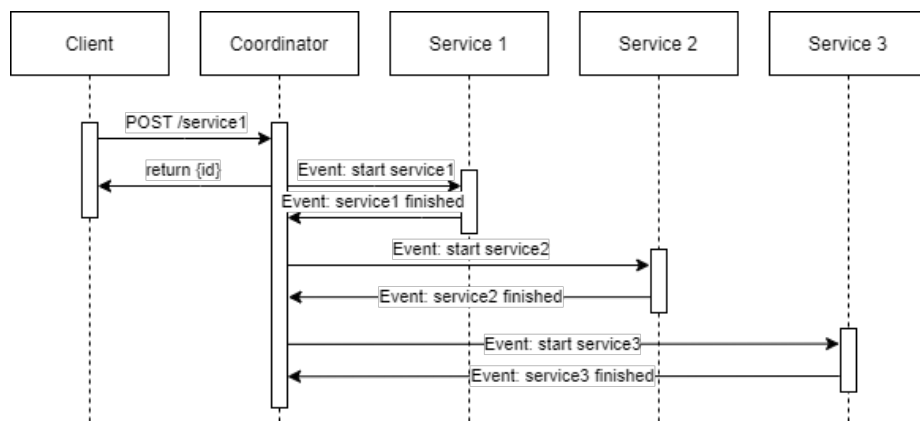 Client
Coordinator
Service 1
Service 2
Service 3
POST /service1
return {id}
Event: start service1
Event: service1 finished
Event: start service2
Event: service2 finished
Event: start service3
Event: service3 finished